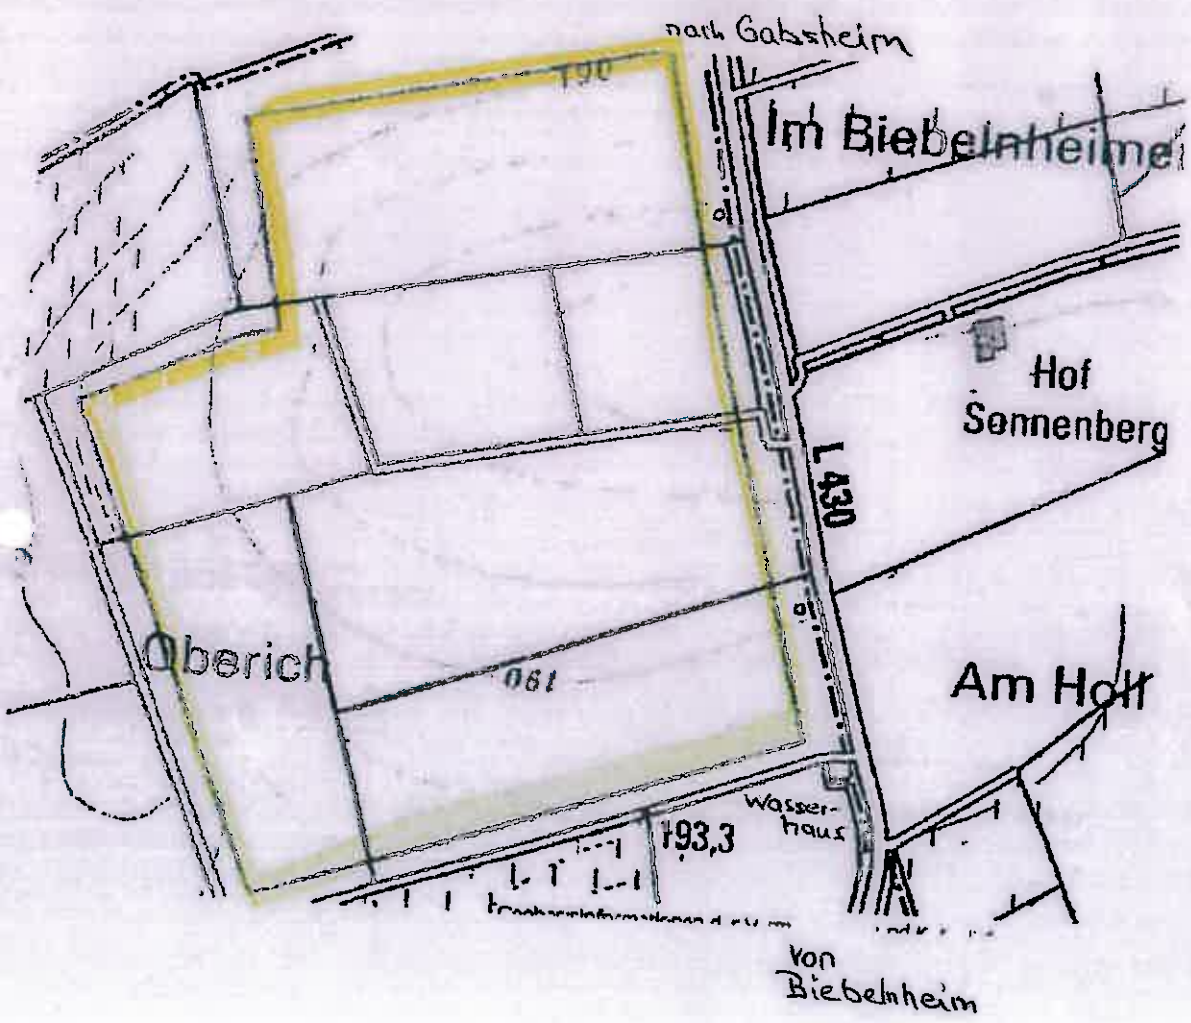 nach Gabsheim
190
Im Biebelnheime
Hof
Sonnenberg
L 430
Oberich
190
Am Holl
Wasser-
haus
193,3
von
Biebelnheim